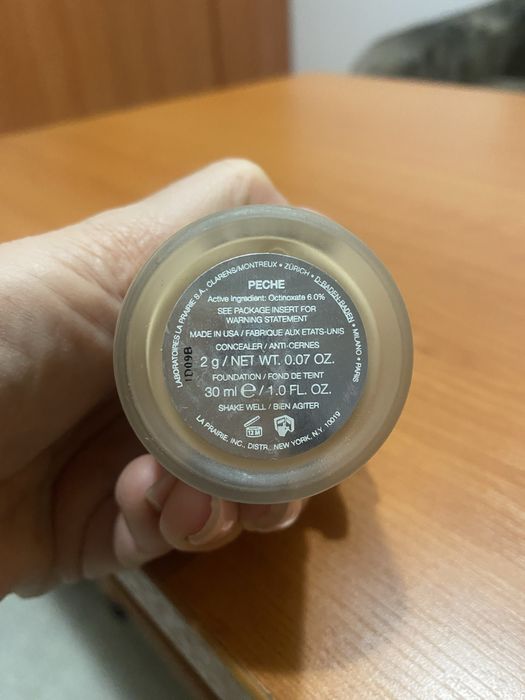 LABORATOIRES LA PRAIRIE S.A., CLARENS/MONTREUX • ZÜRICH • D-BADEN-BADEN • MILANO • PARIS
PECHE
Active Ingredient: Octinoxate 6.0%
SEE PACKAGE INSERT FOR
WARNING STATEMENT
MADE IN USA / FABRIQUE AUX ETATS-UNIS
CONCEALER / ANTI-CERNES
2 g / NET WT. 0.07 OZ.
FOUNDATION / FOND DE TEINT
30 ml ℮ / 1.0 FL. OZ.
SHAKE WELL / BIEN AGITER
12 M
LA PRAIRIE, INC., DISTR., NEW YORK, N.Y. 10019
1D09B